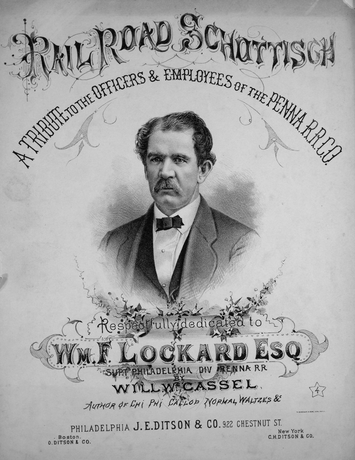 RAIL ROAD SCHOTTISCH
A TRIBUTE TO THE OFFICERS & EMPLOYEES OF THE PENNA R.R.CO.
Respectfully dedicated to
WM. F. LOCKARD ESQ
SUPT. PHILADELPHIA DIV PENNA RR
BY
WILL W. CASSEL.
AUTHOR OF CHI PHI GALLOP NORMAL WALTZES &c
PHILADELPHIA J.E. DITSON & CO. 922 CHESTNUT ST.
Boston.
O. DITSON & CO.
New York
C.H. DITSON & CO.